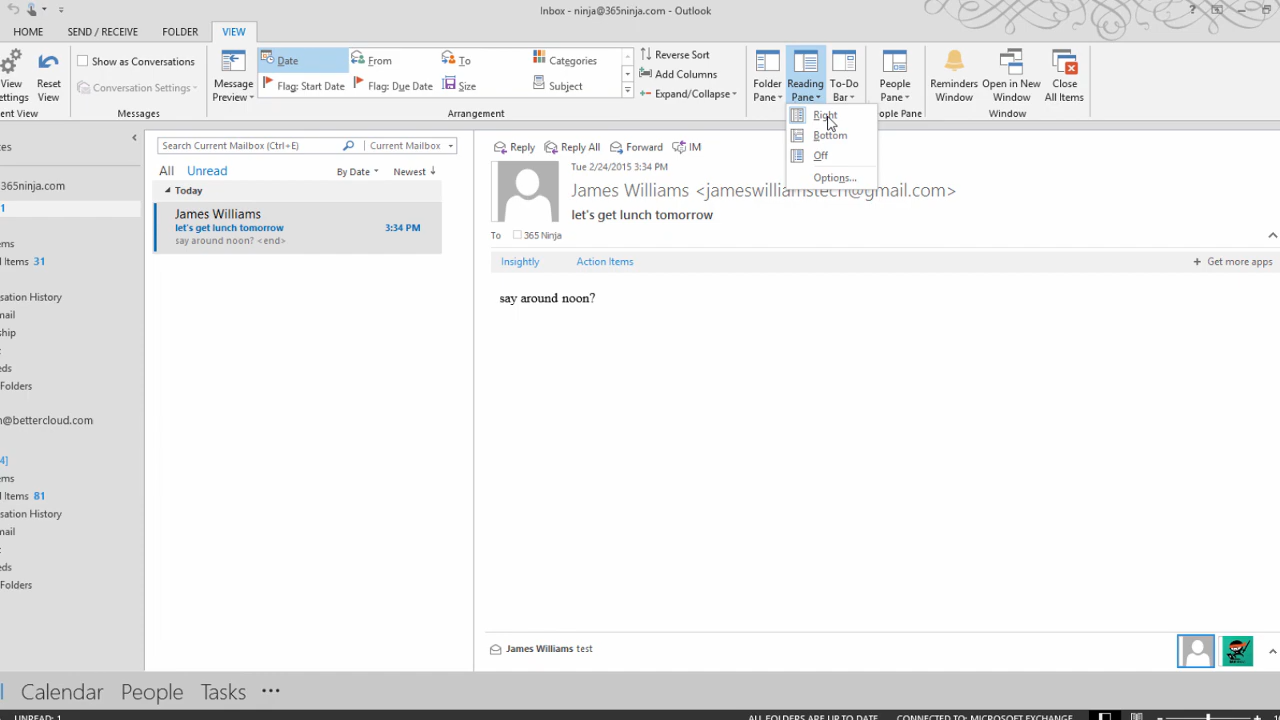 Inbox - ninja@365ninja.com - Outlook
?
HOME SEND / RECEIVE FOLDER VIEW
View
Reset
View
Show as Conversations
Conversation Settings
Messages
Message
Preview
Date
From
To
Categories
Flag: Start Date
Flag: Due Date
Size
Subject
Reverse Sort
Add Columns
Expand/Collapse
Arrangement
Folder
Pane
Reading
Pane
To-Do
Bar
People
Pane
ople Pane
Reminders
Window
Open in New
Window
Close
All Items
Window
Right
Bottom
Off
Options...
365ninja.com
1
Items 31
Folders
@bettercloud.com
4]
Items 81
Folders
Search Current Mailbox (Ctrl+E)
Current Mailbox
All Unread
By Date
Newest
Today
James Williams
let's get lunch tomorrow 3:34 PM
say around noon? <end>
Reply Reply All Forward IM
Tue 2/24/2015 3:34 PM
James Williams <jameswilliamstech@gmail.com>
let's get lunch tomorrow
To 365 Ninja
Insightly Action Items + Get more apps
say around noon?
James Williams test
Calendar People Tasks •••
UNREAD: 1
ALL FOLDERS ARE UP TO DATE CONNECTED TO: MICROSOFT EXCHANGE